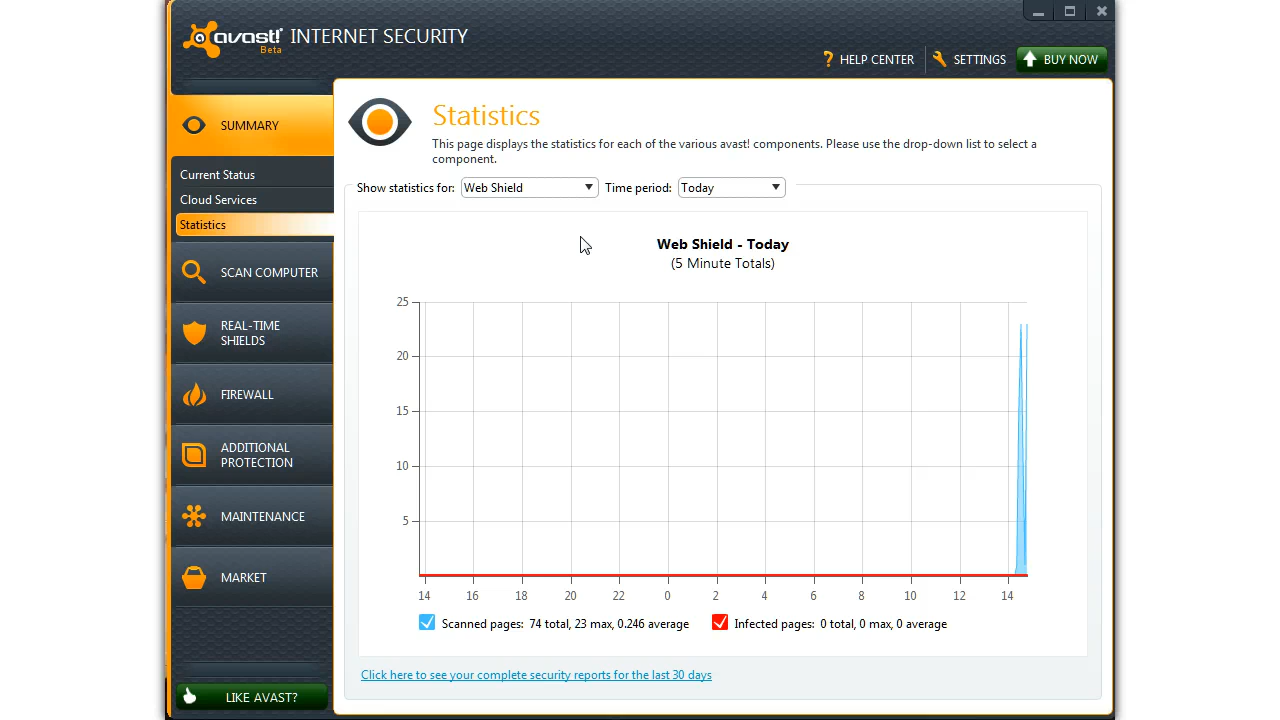 avast! INTERNET SECURITY
Beta
HELP CENTER
SETTINGS
BUY NOW
SUMMARY
Current Status
Cloud Services
Statistics
SCAN COMPUTER
REAL-TIME
SHIELDS
FIREWALL
ADDITIONAL
PROTECTION
MAINTENANCE
MARKET
LIKE AVAST?
Statistics
This page displays the statistics for each of the various avast! components. Please use the drop-down list to select a
component.
Show statistics for: Web Shield Time period: Today
Web Shield - Today
(5 Minute Totals)
25
20
15
10
5
14 16 18 20 22 0 2 4 6 8 10 12 14
Scanned pages: 74 total, 23 max, 0.246 average
Infected pages: 0 total, 0 max, 0 average
Click here to see your complete security reports for the last 30 days